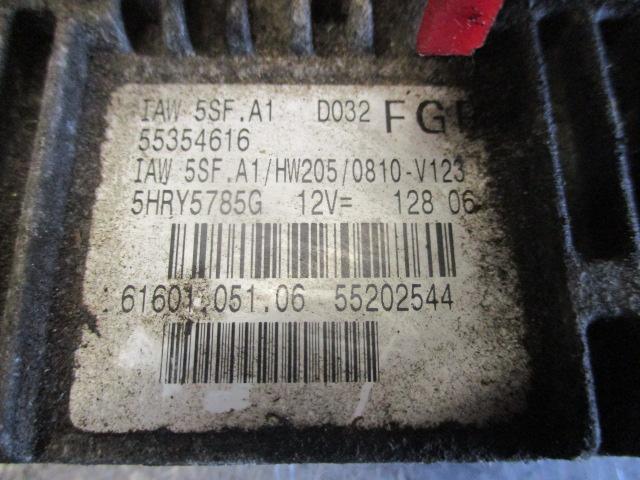 IAW 5SF.A1 D032
55354616
IAW 5SF.A1/HW205/0810-V123
5HRY5785G 12V= 128 06
61601.051.06 55202544